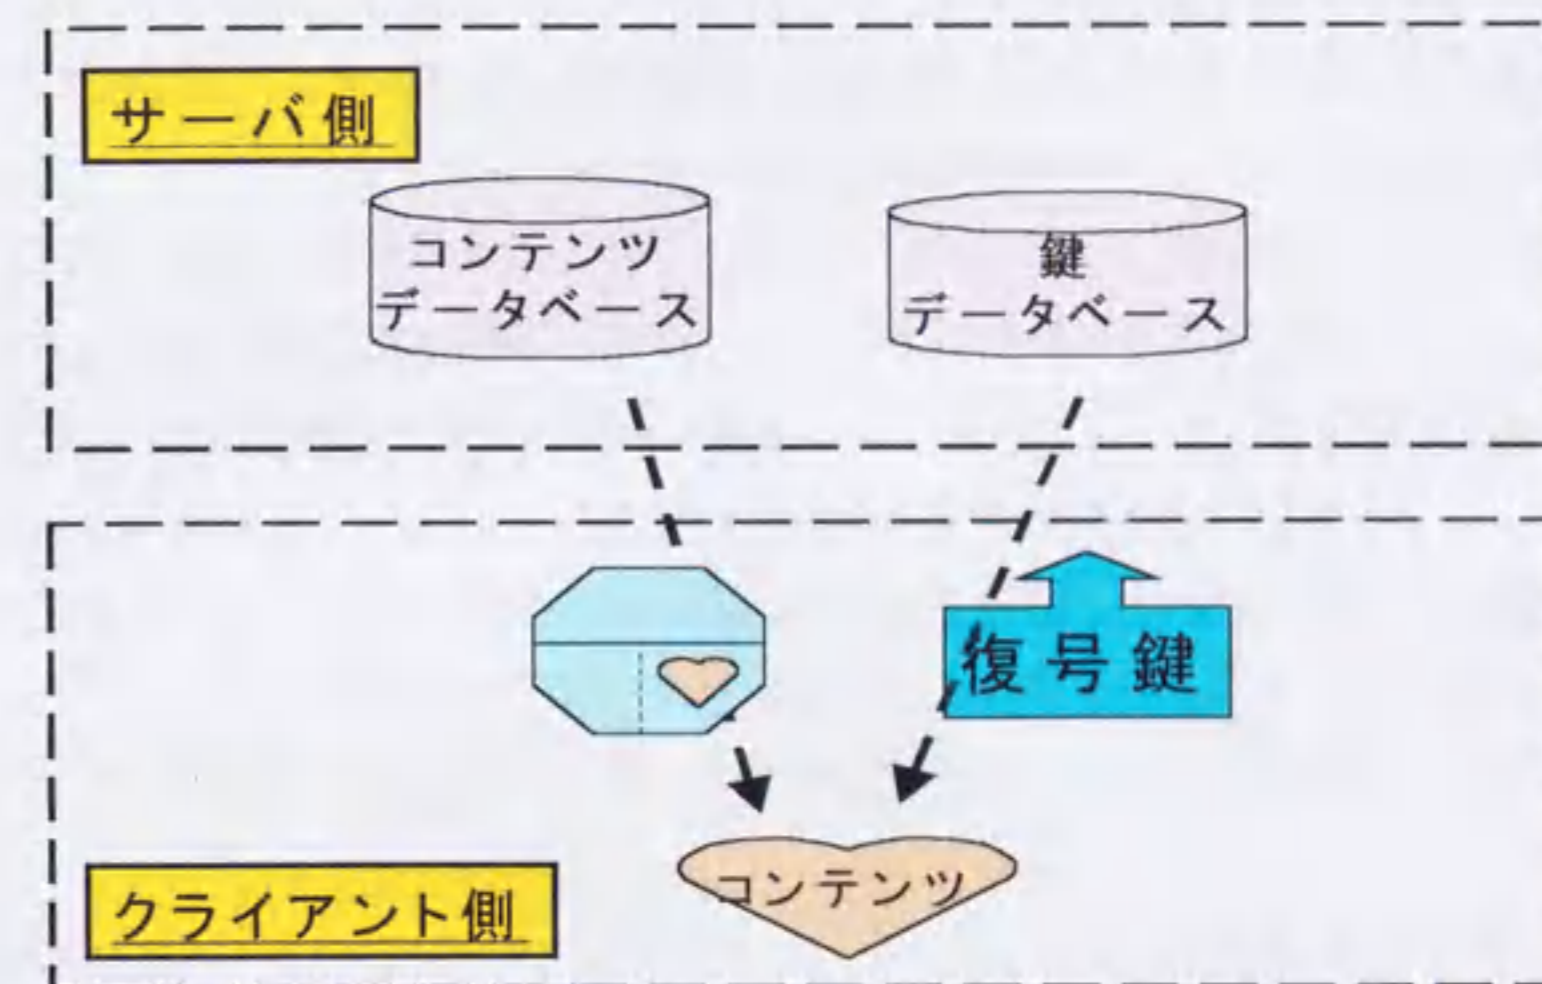 サーバ側
コンテンツ
データベース
鍵
データベース
復号鍵
コンテンツ
クライアント側